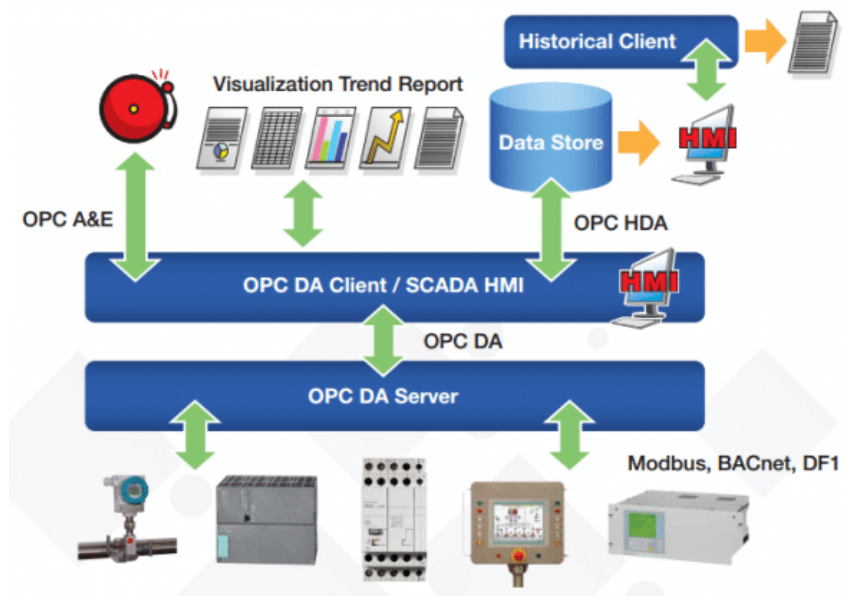 Historical Client
Visualization Trend Report
Data Store
HMI
OPC A&E
OPC HDA
OPC DA Client / SCADA HMI
HMI
OPC DA
OPC DA Server
Modbus, BACnet, DF1